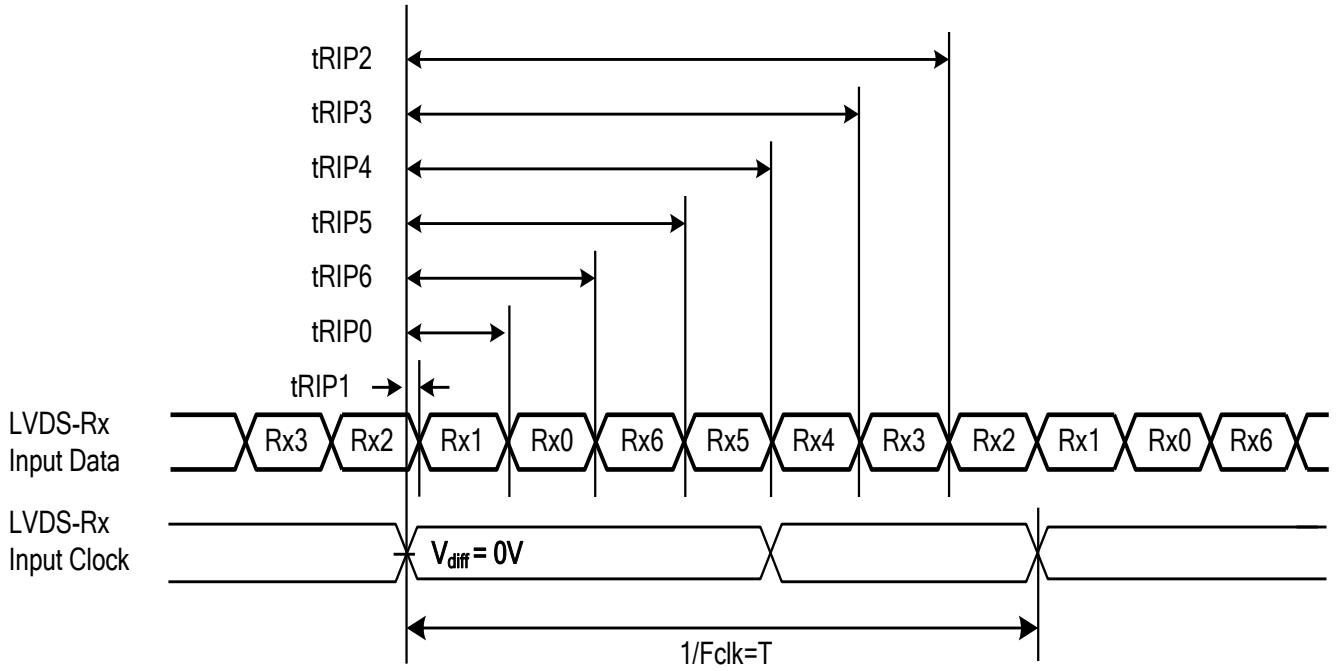 tRIP2
tRIP3
tRIP4
tRIP5
tRIP6
tRIP0
tRIP1
LVDS-Rx
Input Data
Rx3 Rx2 Rx1 Rx0 Rx6 Rx5 Rx4 Rx3 Rx2 Rx1 Rx0 Rx6
LVDS-Rx
Input Clock
Vdiff = 0V
1/Fclk=T